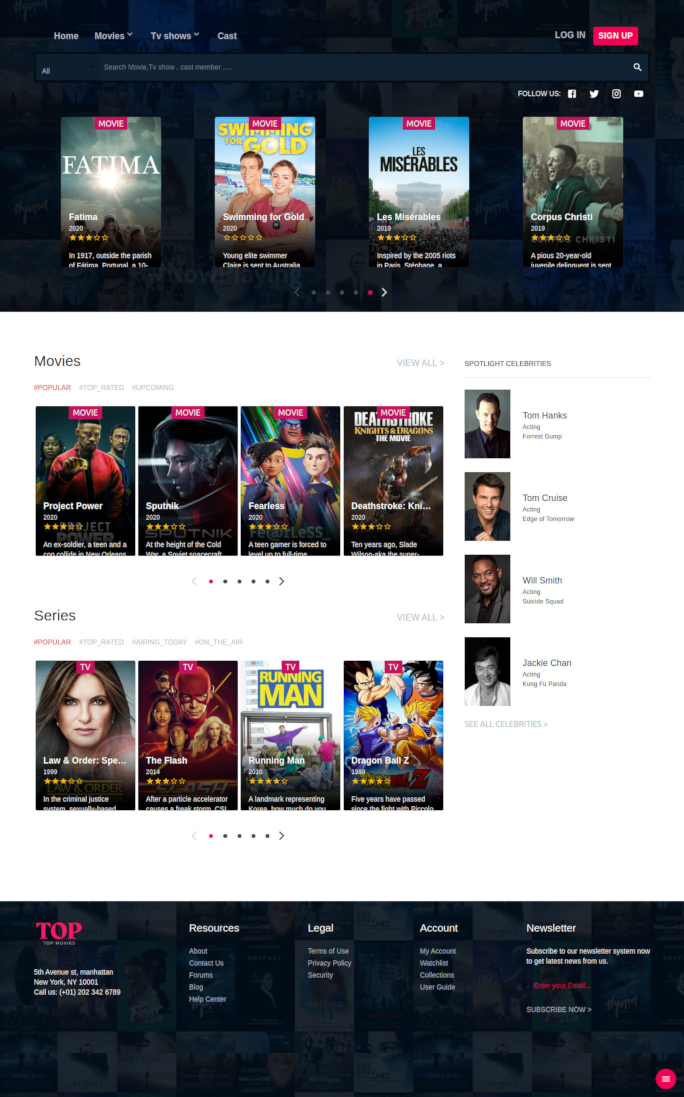 Home
Movies
Tv shows
Cast
LOG IN
SIGN UP
All
Search Movie,Tv show , cast member .....
FOLLOW US:
MOVIE
FATIMA
Fatima
2020
In 1917, outside the parish
of Fátima, Portugal, a 10-
MOVIE
SWIMMING
FOR GOLD
Swimming for Gold
2020
Young elite swimmer
Claire is sent to Australia
MOVIE
LES
MISÉRABLES
Les Misérables
2019
Inspired by the 2005 riots
in Paris, Stéphane, a
MOVIE
Corpus Christi
2019
CHRISTI
A pious 20-year-old
juvenile delinquent is sent
Movies
VIEW ALL >
#POPULAR #TOP_RATED #UPCOMING
MOVIE
Project Power
2020
PROJECT
POWER
An ex-soldier, a teen and a
cop collide in New Orleans
MOVIE
Sputnik
2020
SPUTNIK
At the height of the Cold
War, a Soviet spacecraft
MOVIE
Fearless
2020
FeaRLeSS
A teen gamer is forced to
level up to full-time
MOVIE
DEATHSTROKE
KNIGHTS & DRAGONS
THE MOVIE
Deathstroke: Kni...
2020
Ten years ago, Slade
Wilson-aka the super-
Series
VIEW ALL >
#POPULAR #TOP_RATED #AIRING_TODAY #ON_THE_AIR
Law & Order: Spe...
1999
LAW & ORDER
In the criminal justice
system, sexually-based
TV
The Flash
2014
FLASH
After a particle accelerator
causes a freak storm, CSI
TV
RUNNING
MAN
Running Man
2010
A landmark representing
Korea, how much do you
TV
Dragon Ball Z
1989
Five years have passed
since the fight with Piccolo
TV
SPOTLIGHT CELEBRITIES
Tom Hanks
Acting
Forrest Gump
Tom Cruise
Acting
Edge of Tomorrow
Will Smith
Acting
Suicide Squad
Jackie Chan
Acting
Kung Fu Panda
SEE ALL CELEBRITIES >
TOP
TOP MOVIES
5th Avenue st, manhattan
New York, NY 10001
Call us: (+01) 202 342 6789
Resources
About
Contact Us
Forums
Blog
Help Center
Legal
Terms of Use
Privacy Policy
Security
Account
My Account
Watchlist
Collections
User Guide
Newsletter
Subscribe to our newsletter system now
to get latest news from us.
Enter your Email...
SUBSCRIBE NOW >